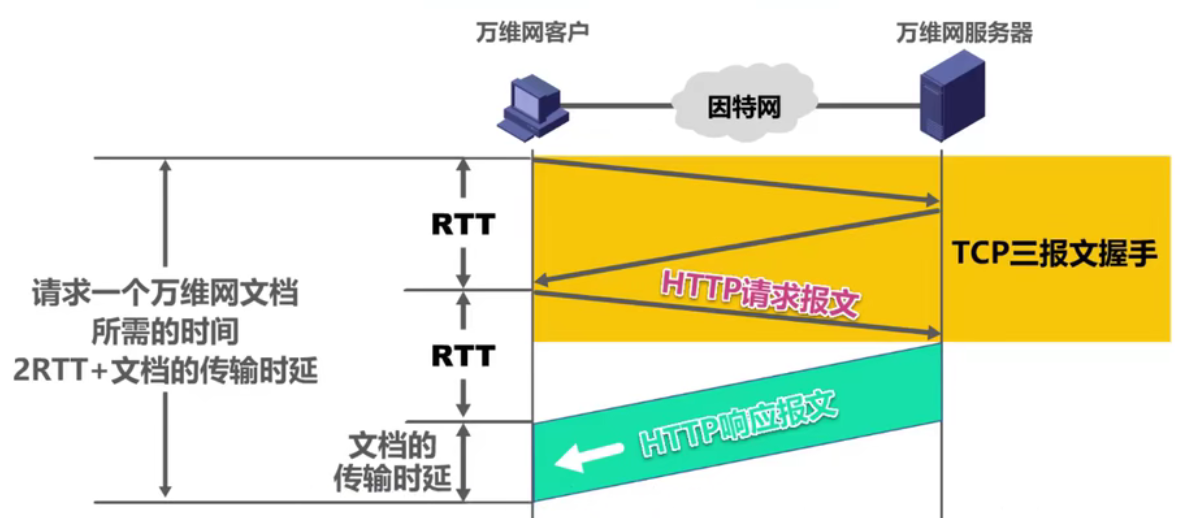 万维网客户
万维网服务器
因特网
RTT
TCP三报文握手
HTTP请求报文
请求一个万维网文档
所需的时间
2RTT+文档的传输时延
RTT
HTTP响应报文
文档的
传输时延